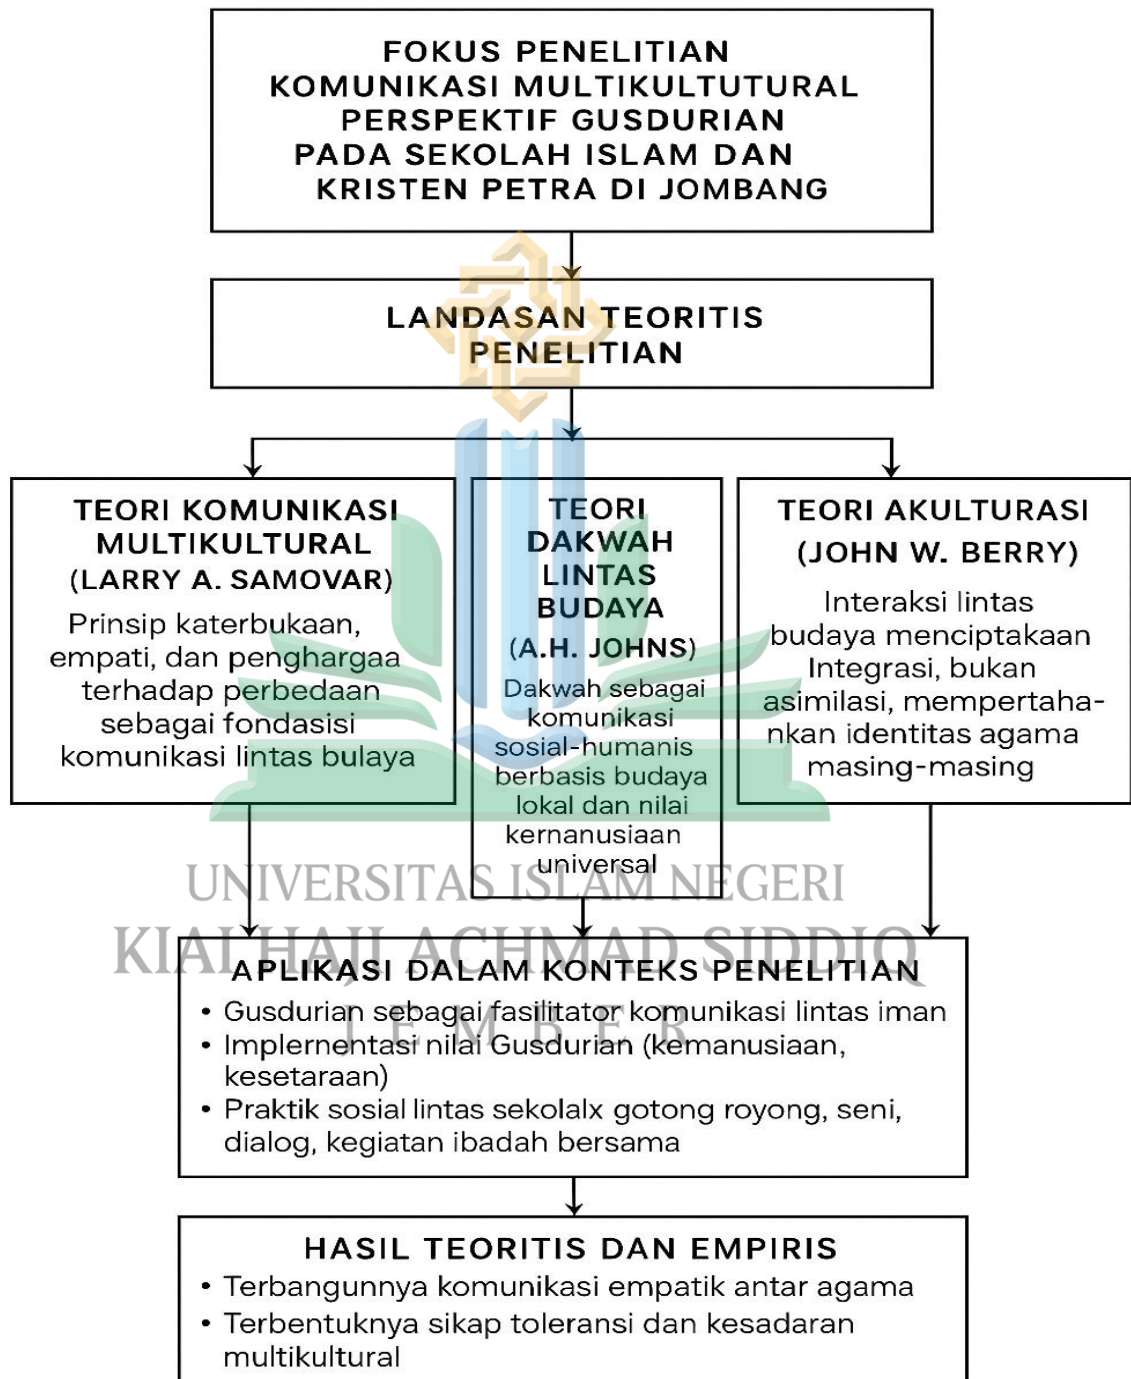 FOKUS PENELITIAN
KOMUNIKASI MULTIKULTUTURAL
PERSPEKTIF GUSDURIAN
PADA SEKOLAH ISLAM DAN
KRISTEN PETRA DI JOMBANG
LANDASAN TEORITIS
PENELITIAN
TEORI KOMUNIKASI
MULTIKULTURAL
(LARRY A. SAMOVAR)
Prinsip katerbukaan,
empati, dan penghargaa
terhadap perbedaan
sebagai fondasisi
komunikasi lintas bulaya
TEORI
DAKWAH
LINTAS
BUDAYA
(A.H. JOHNS)
Dakwah sebagai
komunikasi
sosial-humanis
berbasis budaya
lokal dan nilai
kernanusiaan
universal
TEORI AKULTURASI
(JOHN W. BERRY)
Interaksi lintas
budaya menciptakaan
Integrasi, bukan
asimilasi, mempertaha-
nkan identitas agama
masing-masing
UNIVERSITAS ISLAM NEGERI
KIAI HAJI ACHMAD SIDDIQ
JEMBER
APLIKASI DALAM KONTEKS PENELITIAN
• Gusdurian sebagai fasilitator komunikasi lintas iman
• Implernentasi nilai Gusdurian (kemanusiaan,
kesetaraan)
• Praktik sosial lintas sekolalx gotong royong, seni,
dialog, kegiatan ibadah bersama
HASIL TEORITIS DAN EMPIRIS
• Terbangunnya komunikasi empatik antar agama
• Terbentuknya sikap toleransi dan kesadaran
multikultural